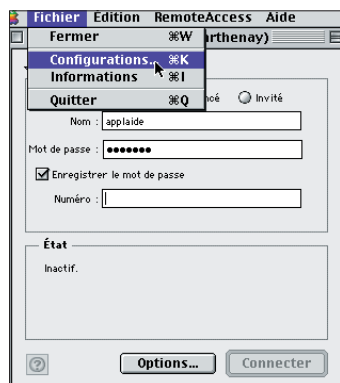 Fichier Edition RemoteAccess Aide
Fermer ⌘W
Configurations... ⌘K
Informations ⌘I
Quitter ⌘Q
Invité
Nom : applaide
Mot de passe : •••••••
Enregistrer le mot de passe
Numéro :
État
Inactif.
?
Options... Connecter